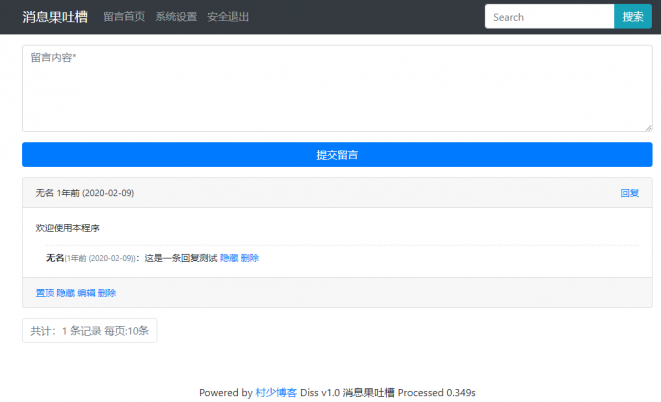 消息果吐槽 留言首页 系统设置 安全退出 Search 搜索
留言内容*
提交留言
无名 1年前 (2020-02-09) 回复
欢迎使用本程序
无名(1年前 (2020-02-09))：这是一条回复测试 隐藏 删除
置顶 隐藏 编辑 删除
共计：1 条记录 每页:10条
Powered by 村少博客 Diss v1.0 消息果吐槽 Processed 0.349s